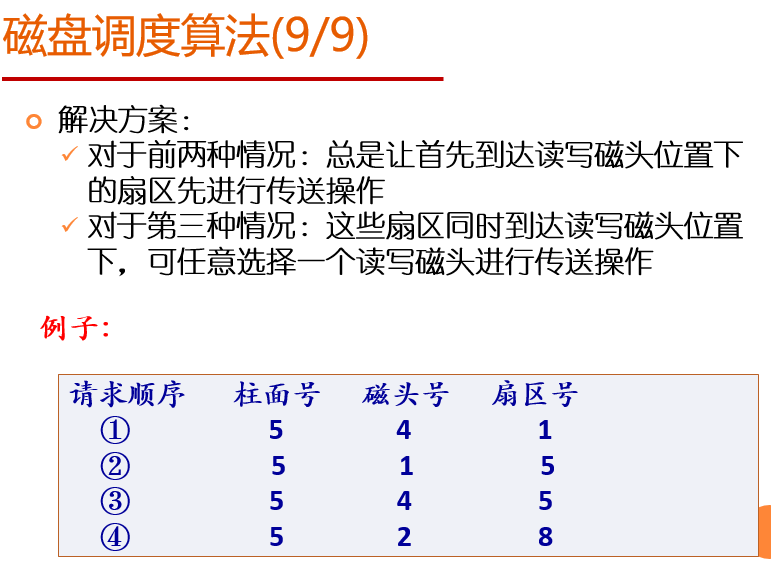 磁盘调度算法(9/9)
解决方案：
对于前两种情况：总是让首先到达读写磁头位置下
的扇区先进行传送操作
对于第三种情况：这些扇区同时到达读写磁头位置
下，可任意选择一个读写磁头进行传送操作
例子：
请求顺序 柱面号 磁头号 扇区号
① 5 4 1
② 5 1 5
③ 5 4 5
④ 5 2 8